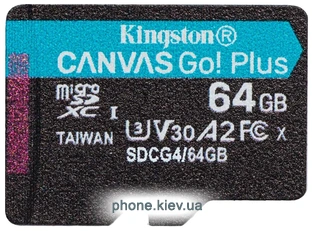 Kingston®
CANVAS Go! Plus
micro SD XC I
64GB
TAIWAN
U3 V30 A2 FC X
SDCG4/64GB
phone.kiev.ua